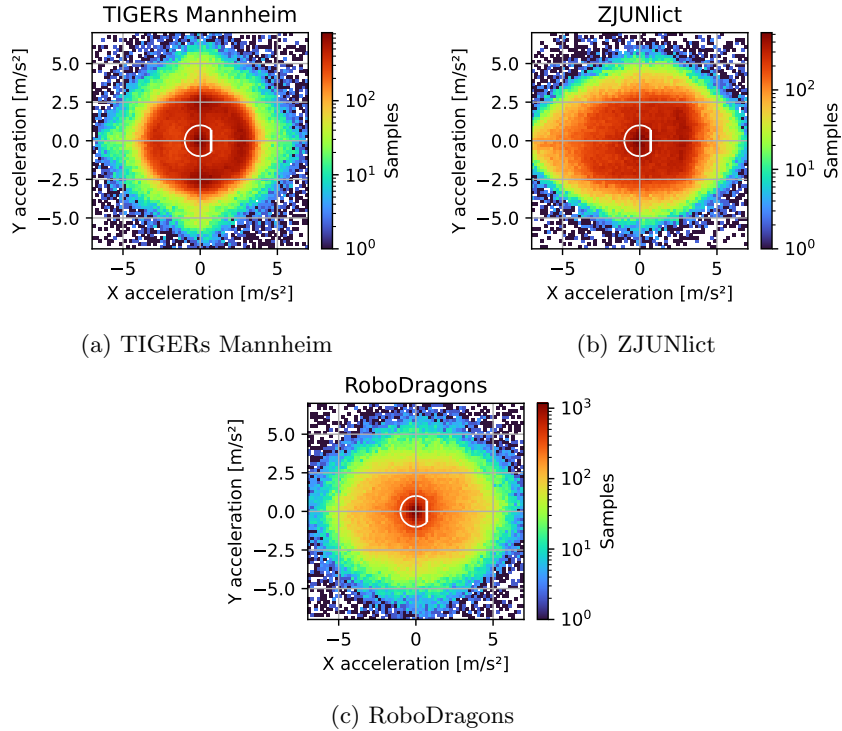 TIGERs Mannheim
Y acceleration [m/s²]
5.0
2.5
0.0
−2.5
−5.0
−5 0 5
X acceleration [m/s²]
10²
10¹
10⁰
Samples
(a) TIGERs Mannheim
ZJUNlict
Y acceleration [m/s²]
5.0
2.5
0.0
−2.5
−5.0
−5 0 5
X acceleration [m/s²]
10²
10¹
10⁰
Samples
(b) ZJUNlict
RoboDragons
Y acceleration [m/s²]
5.0
2.5
0.0
−2.5
−5.0
−5 0 5
X acceleration [m/s²]
10³
10²
10¹
10⁰
Samples
(c) RoboDragons